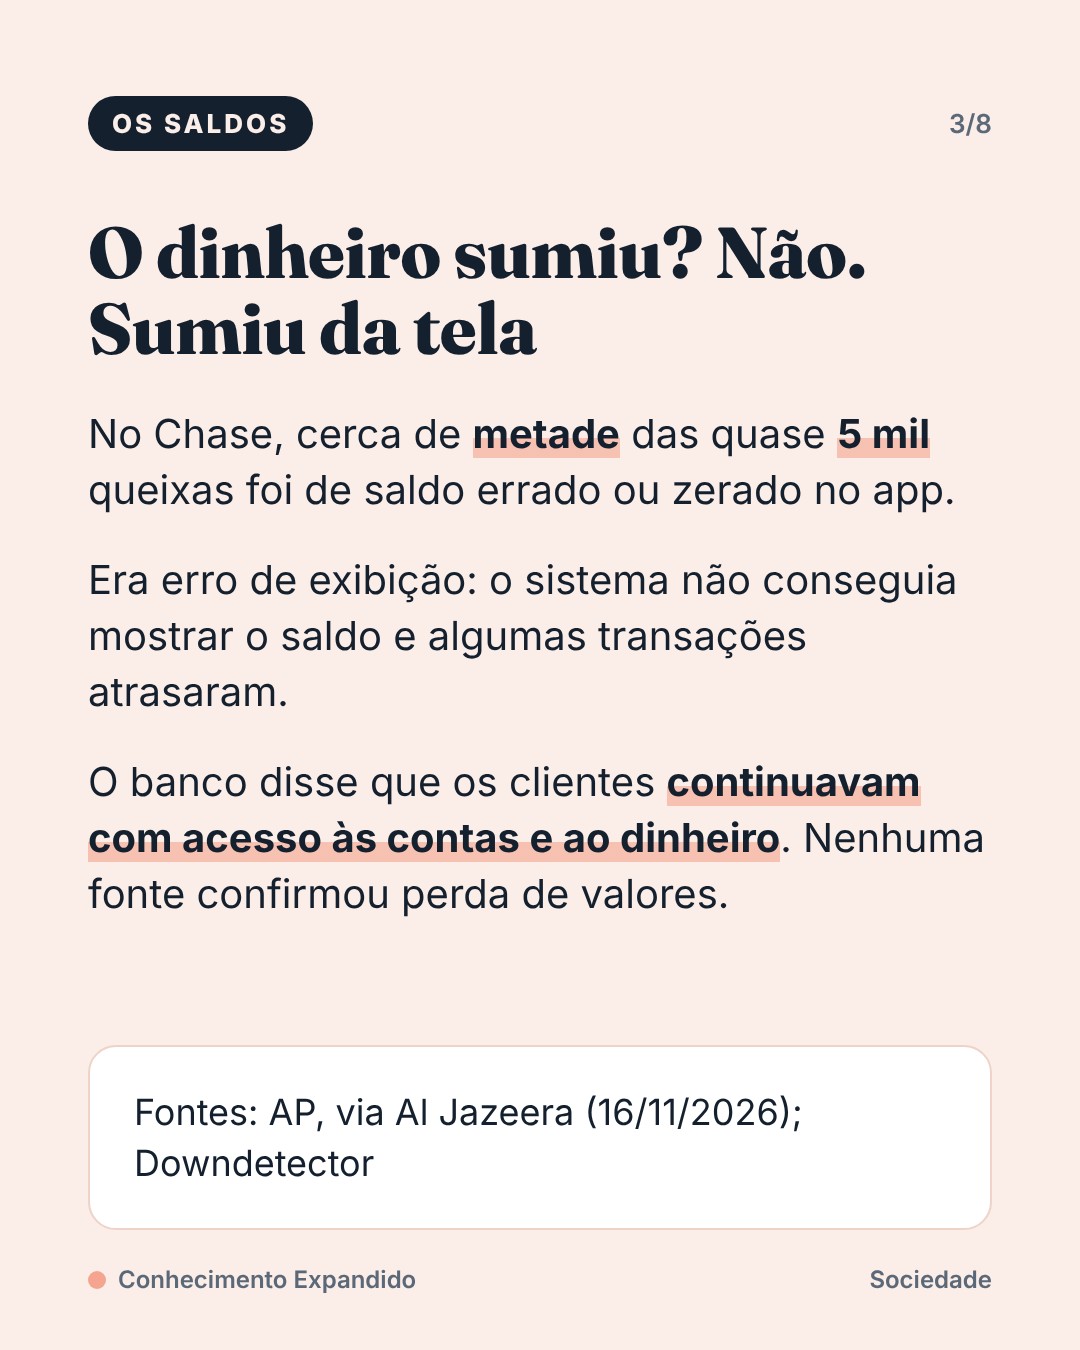 OS SALDOS
3/8
O dinheiro sumiu? Não.
Sumiu da tela
No Chase, cerca de metade das quase 5 mil
queixas foi de saldo errado ou zerado no app.
Era erro de exibição: o sistema não conseguia
mostrar o saldo e algumas transações
atrasaram.
O banco disse que os clientes continuavam
com acesso às contas e ao dinheiro. Nenhuma
fonte confirmou perda de valores.
Fontes: AP, via Al Jazeera (16/11/2026);
Downdetector
Conhecimento Expandido
Sociedade